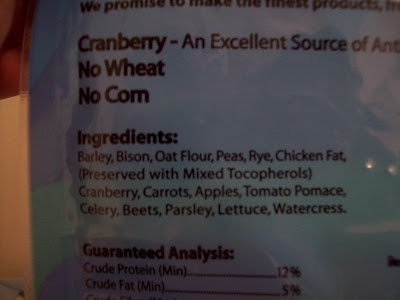 We promise to make the finest products, fr
Cranberry - An Excellent Source of Ant
No Wheat
No Corn
Ingredients:
Barley, Bison, Oat Flour, Peas, Rye, Chicken Fat,
(Preserved with Mixed Tocopherols)
Cranberry, Carrots, Apples, Tomato Pomace,
Celery, Beets, Parsley, Lettuce, Watercress.
Guaranteed Analysis:
Crude Protein (Min)..........................12%
Crude Fat (Min)..................................5%